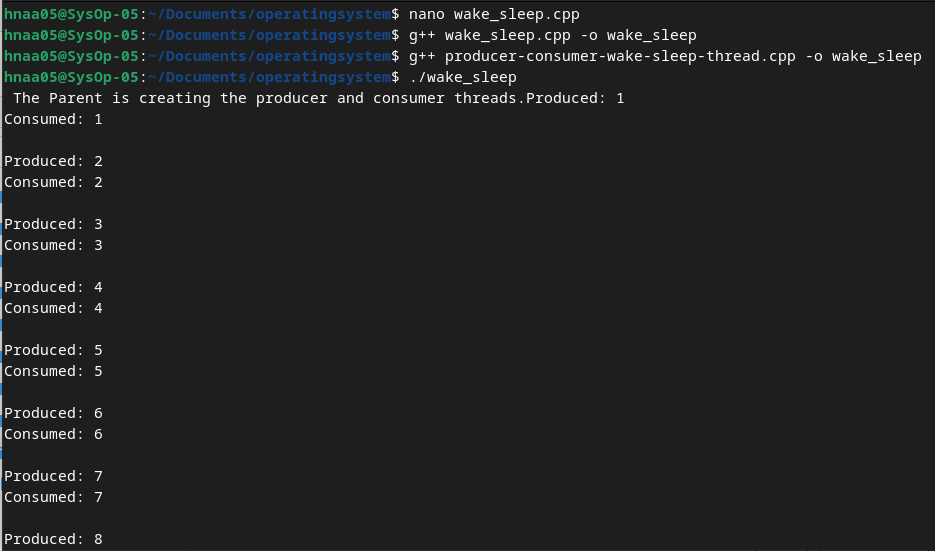 hnaa05@SysOp-05:~/Documents/operatingsystem$ nano wake_sleep.cpp
hnaa05@SysOp-05:~/Documents/operatingsystem$ g++ wake_sleep.cpp -o wake_sleep
hnaa05@SysOp-05:~/Documents/operatingsystem$ g++ producer-consumer-wake-sleep-thread.cpp -o wake_sleep
hnaa05@SysOp-05:~/Documents/operatingsystem$ ./wake_sleep
 The Parent is creating the producer and consumer threads.Produced: 1
Consumed: 1

Produced: 2
Consumed: 2

Produced: 3
Consumed: 3

Produced: 4
Consumed: 4

Produced: 5
Consumed: 5

Produced: 6
Consumed: 6

Produced: 7
Consumed: 7

Produced: 8